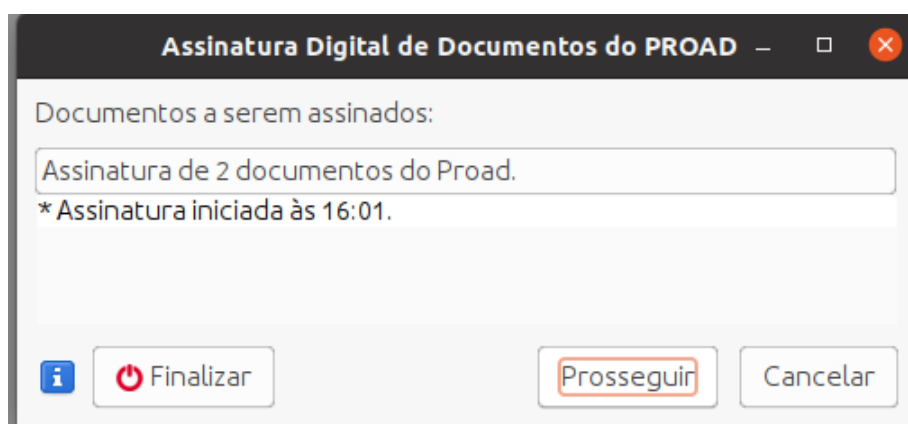 Assinatura Digital de Documentos do PROAD
Documentos a serem assinados:
Assinatura de 2 documentos do Proad.
* Assinatura iniciada às 16:01.
i Finalizar Prosseguir Cancelar